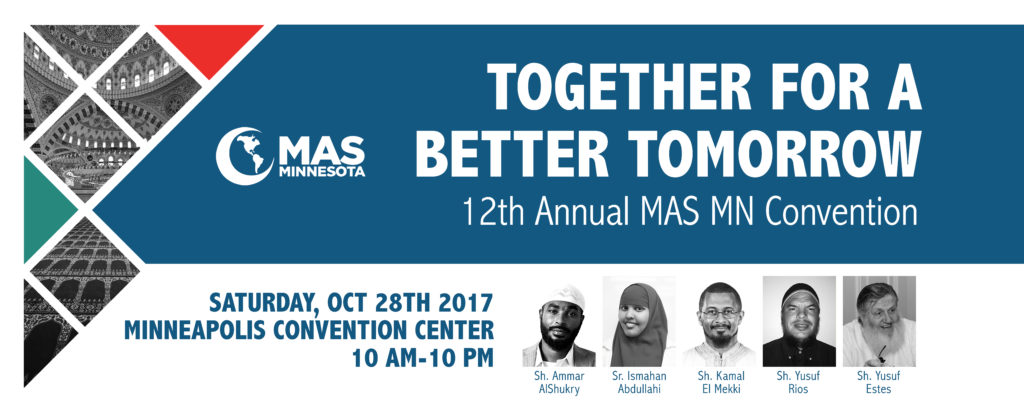 MAS
MINNESOTA
TOGETHER FOR A
BETTER TOMORROW
12th Annual MAS MN Convention
SATURDAY, OCT 28TH 2017
MINNEAPOLIS CONVENTION CENTER
10 AM-10 PM
Sh. Ammar
AlShukry
Sr. Ismahan
Abdullahi
Sh. Kamal
El Mekki
Sh. Yusuf
Rios
Sh. Yusuf
Estes